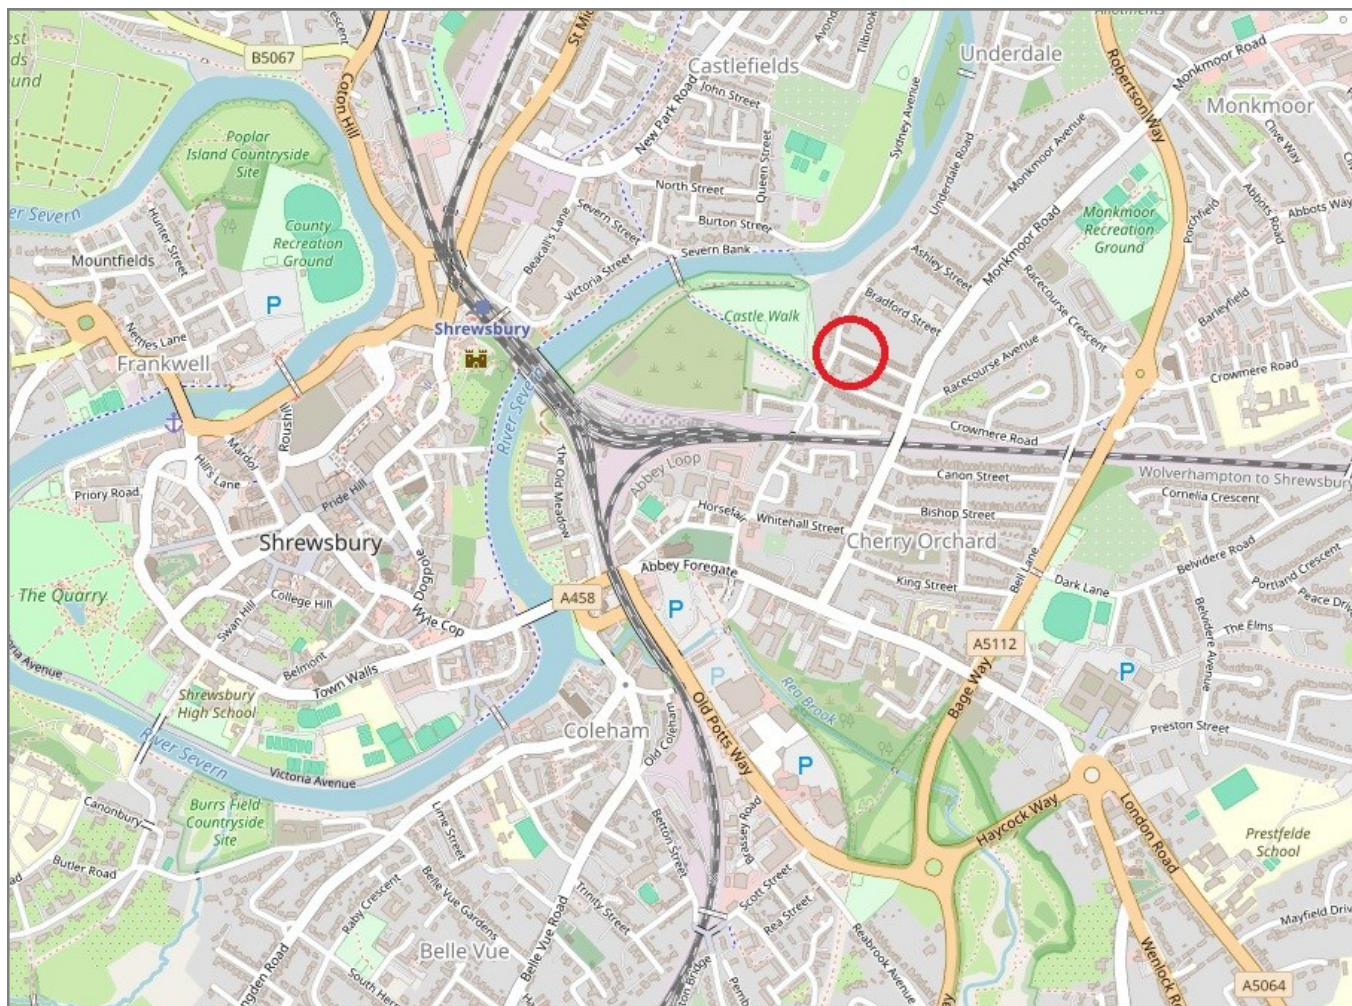 B5067
Coton Hill
Castlefields
John Street
New Park Road
Queen Street
Sydney Avenue
Underdale
Robertson Way
Monkmoor Road
Monkmoor
Clive Way
Poplar
Island Countryside
Site
County
Recreation
Ground
Hunter Street
Mountfields
Nettles Lane
Frankwell
P
Shrewsbury
Beacall's Lane
North Street
Severn Street
Burton Street
Severn Bank
Victoria Street
Castle Walk
Underdale Road
Monkmoor Avenue
Monkmoor Road
Ashley Street
Bradford Street
Racecourse Crescent
Racecourse Avenue
Monkmoor
Recreation
Ground
Porchfield
Abbots Road
Abbots Way
Barleyfield
Crowmere Road
Crowmere Road
Wolverhampton to Shrewsbury
Roushill
Mardol
Hill's Lane
Priory Road
Pride Hill
Shrewsbury
The Quarry
River Severn
The Old Meadow
Abbey Loop
Horsefair
Whitehall Street
Cherry Orchard
Canon Street
Bishop Street
King Street
Bell Lane
Dark Lane
Cornelia Crescent
Belvidere Road
Portland Crescent
Peace Drive
Belvidere Avenue
The Elms
Abbey Foregate
A458
P
P
Dogpole
Wyle Cop
College Hill
Swan Hill
Belmont
Town Walls
Shrewsbury
High School
River Severn
Victoria Avenue
Coleham
Old Coleham
Old Potts Way
Rea Brook
P
A5112
Bage Way
P
Preston Street
Haycock Way
London Road
Prestfelde
School
Mayfield Drive
Wenlock
A5064
Canonbury
Burrs Field
Countryside
Site
Butler Road
Lime Street
Raby Crescent
Belle Vue Gardens
Belle Vue
Belle Vue Road
Trinity Street
Betton Street
Scott Street
Rea Street
Reabrook Avenue